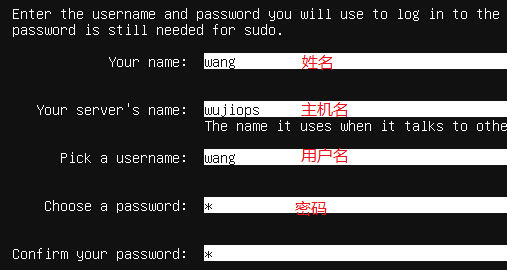 Enter the username and password you will use to log in to the
password is still needed for sudo.
Your name: wang 姓名
Your server's name: wujiops 主机名
The name it uses when it talks to othe
Pick a username: wang 用户名
Choose a password: * 密码
Confirm your password: *